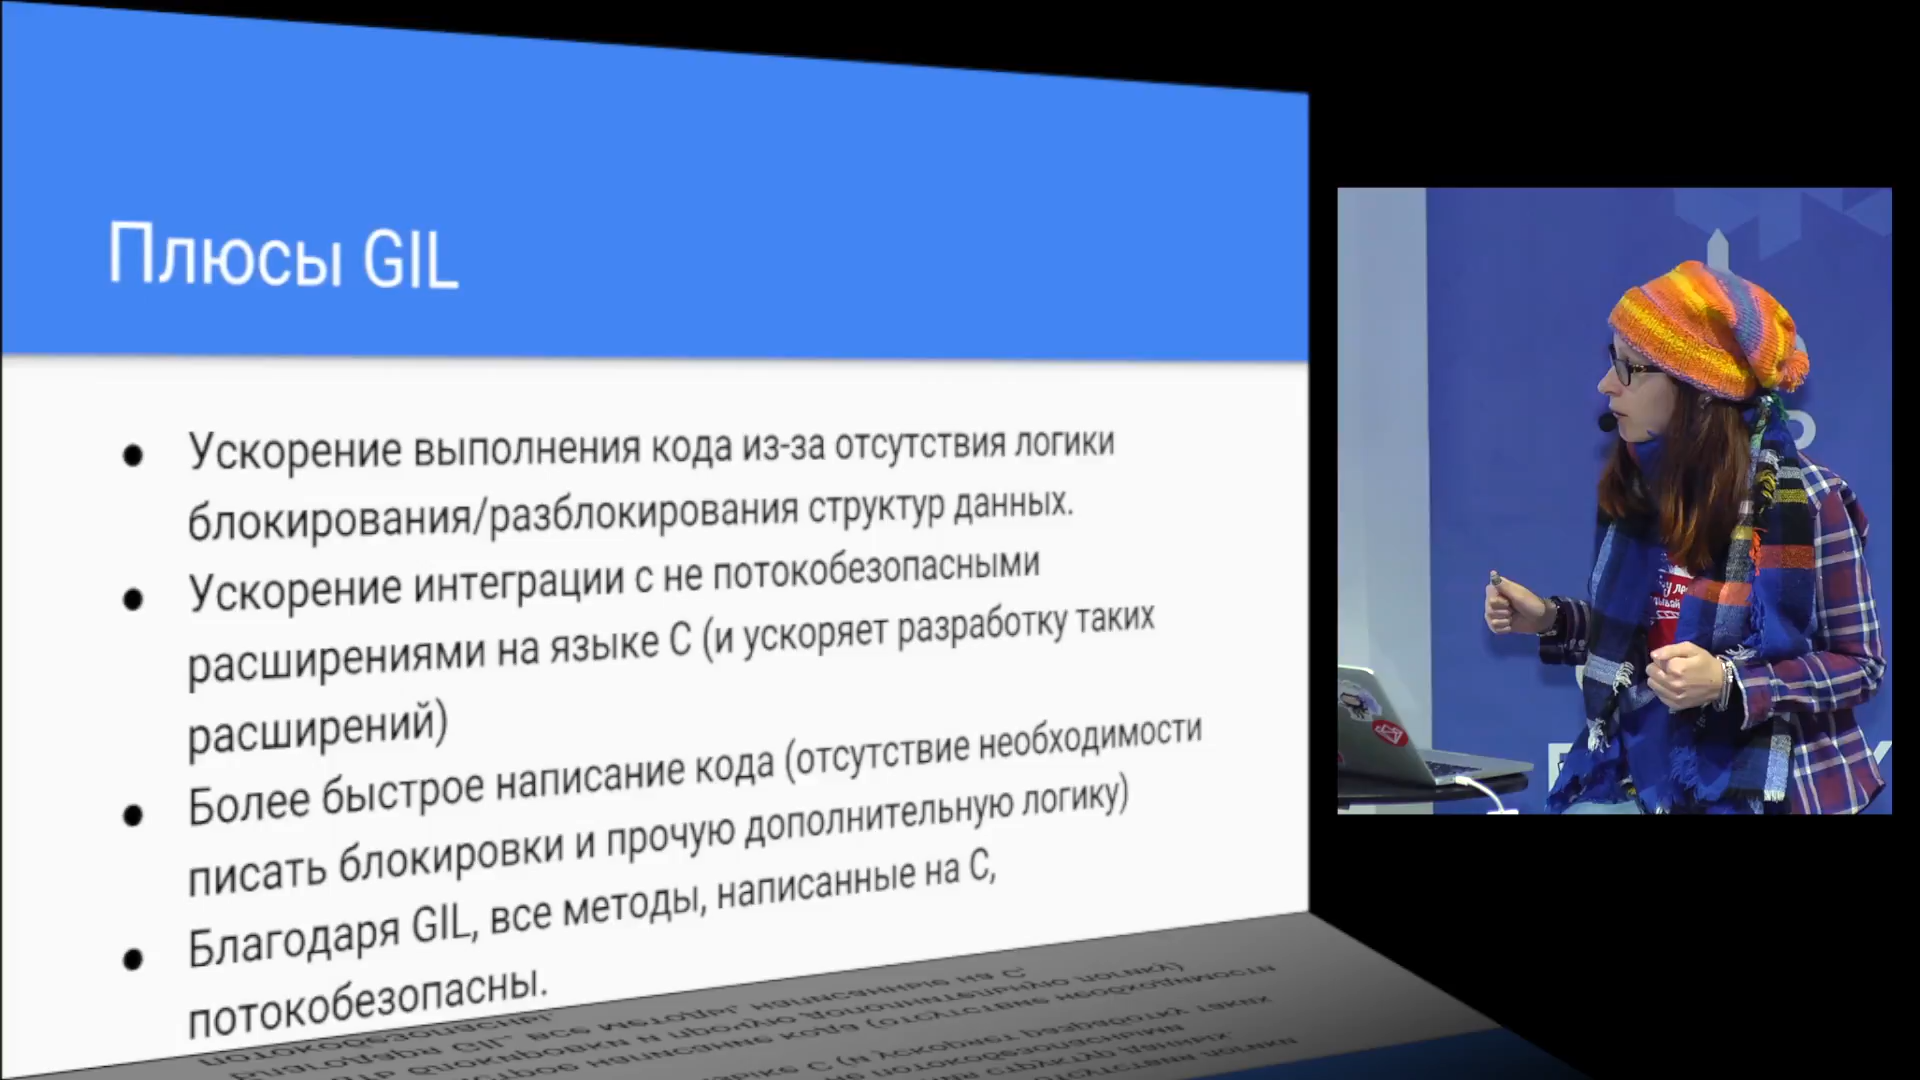 Плюсы GIL
● Ускорение выполнения кода из-за отсутствия логики
блокирования/разблокирования структур данных.
● Ускорение интеграции с не потокобезопасными
расширениями на языке C (и ускоряет разработку таких
расширений)
● Более быстрое написание кода (отсутствие необходимости
писать блокировки и прочую дополнительную логику)
● Благодаря GIL, все методы, написанные на C,
потокобезопасны.